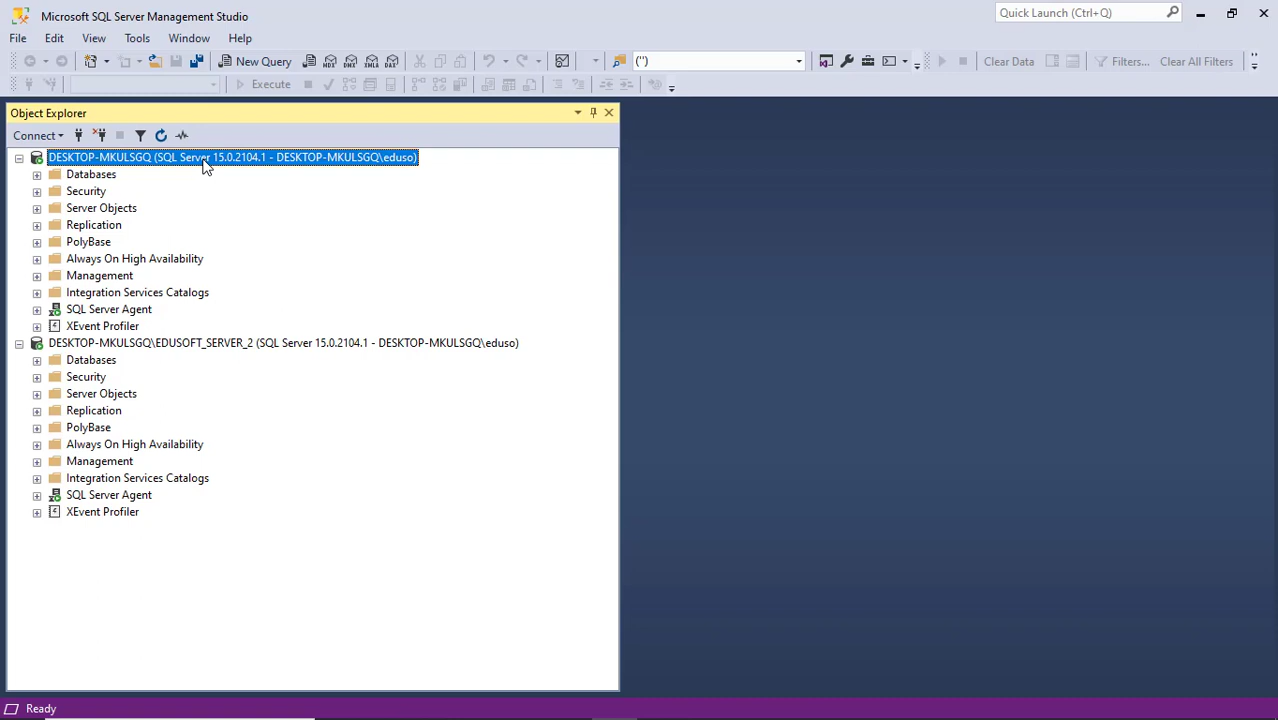 Microsoft SQL Server Management Studio
Quick Launch (Ctrl+Q)
File Edit View Tools Window Help
New Query MDX DMX XMLA DAX ('')
Execute Clear Data Filters... Clear All Filters
Object Explorer
Connect
DESKTOP-MKULSGQ (SQL Server 15.0.2104.1 - DESKTOP-MKULSGQ\eduso)
Databases
Security
Server Objects
Replication
PolyBase
Always On High Availability
Management
Integration Services Catalogs
SQL Server Agent
XEvent Profiler
DESKTOP-MKULSGQ\EDUSOFT_SERVER_2 (SQL Server 15.0.2104.1 - DESKTOP-MKULSGQ\eduso)
Databases
Security
Server Objects
Replication
PolyBase
Always On High Availability
Management
Integration Services Catalogs
SQL Server Agent
XEvent Profiler
Ready